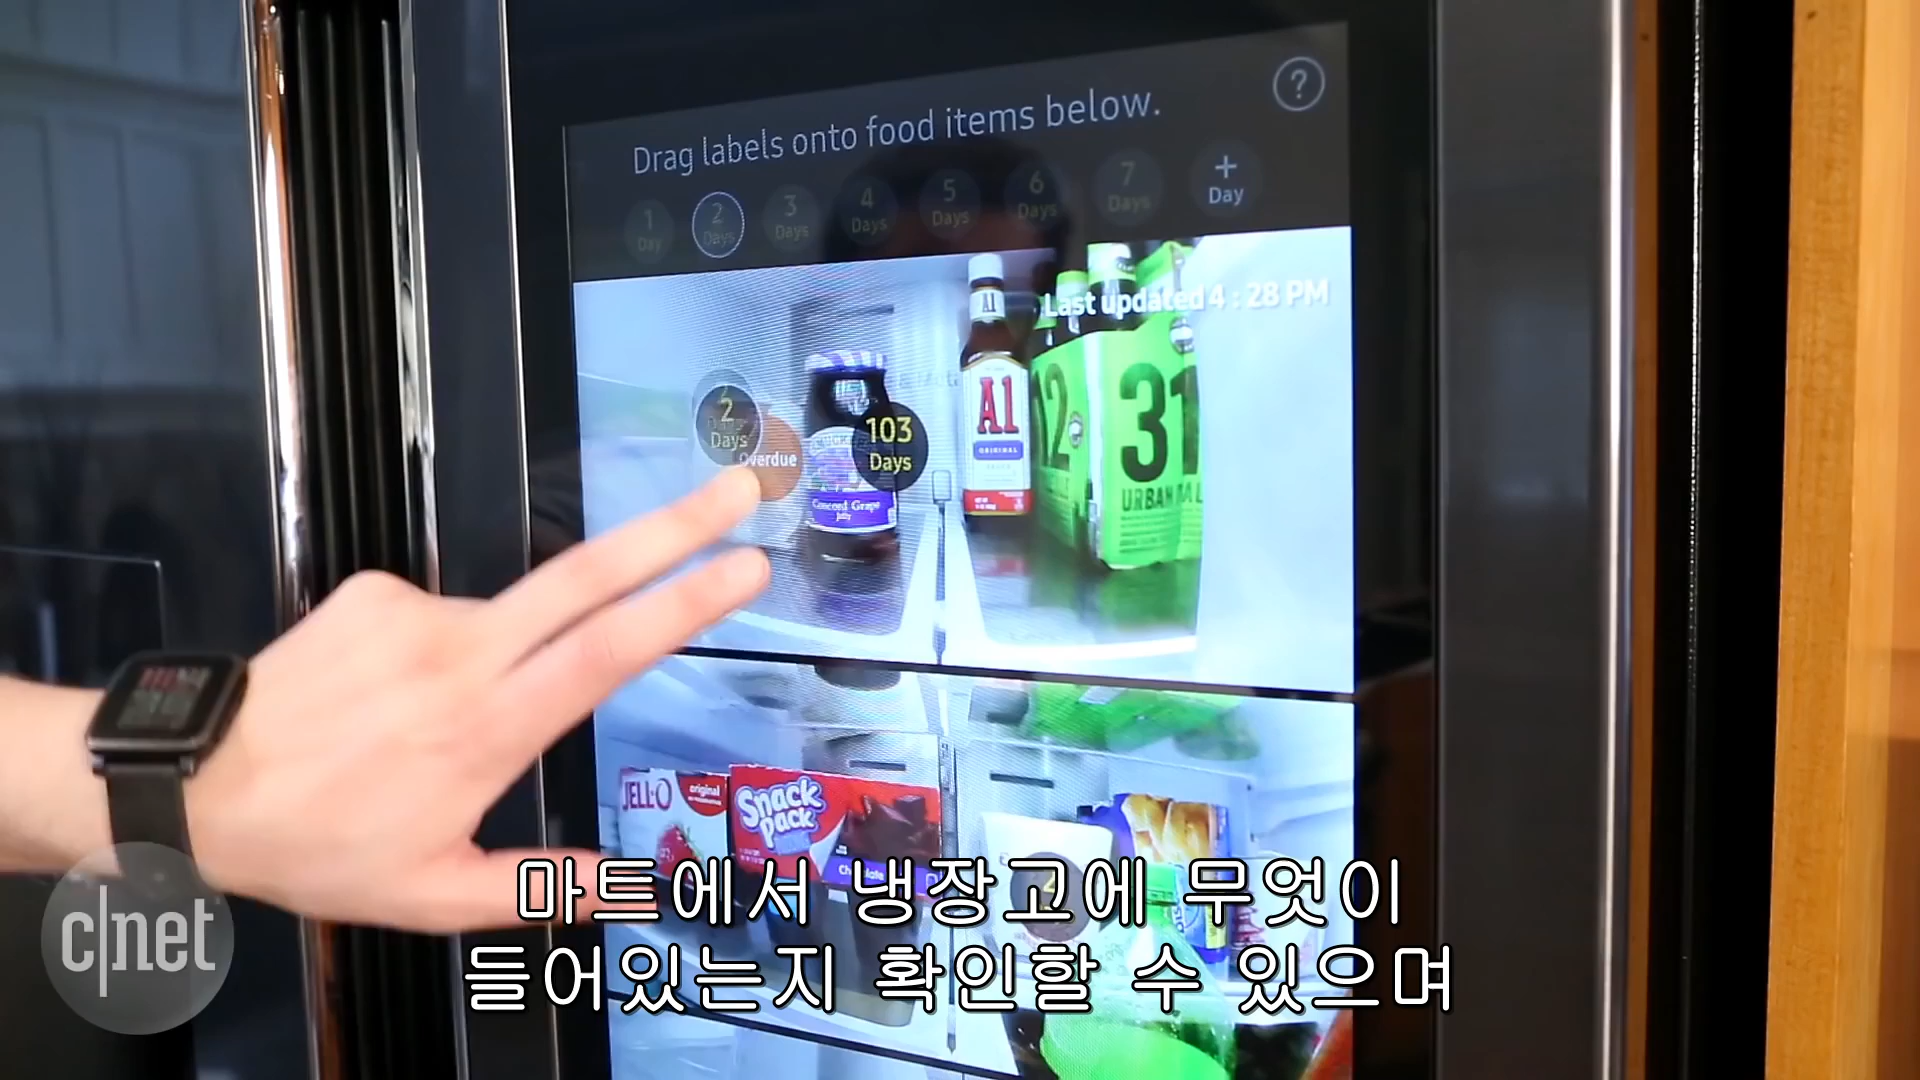 Drag labels onto food items below.
?
1 Day
2 Days
3 Days
4 Days
5 Days
6 Days
7 Days
+ Day
Last updated 4 : 28 PM
2 Days
Overdue
103 Days
Concord Grape
Jelly
A1
ORIGINAL
12
31
URBAN
JELL-O
original
Snack Pack
2
c|net
마트에서 냉장고에 무엇이
들어있는지 확인할 수 있으며